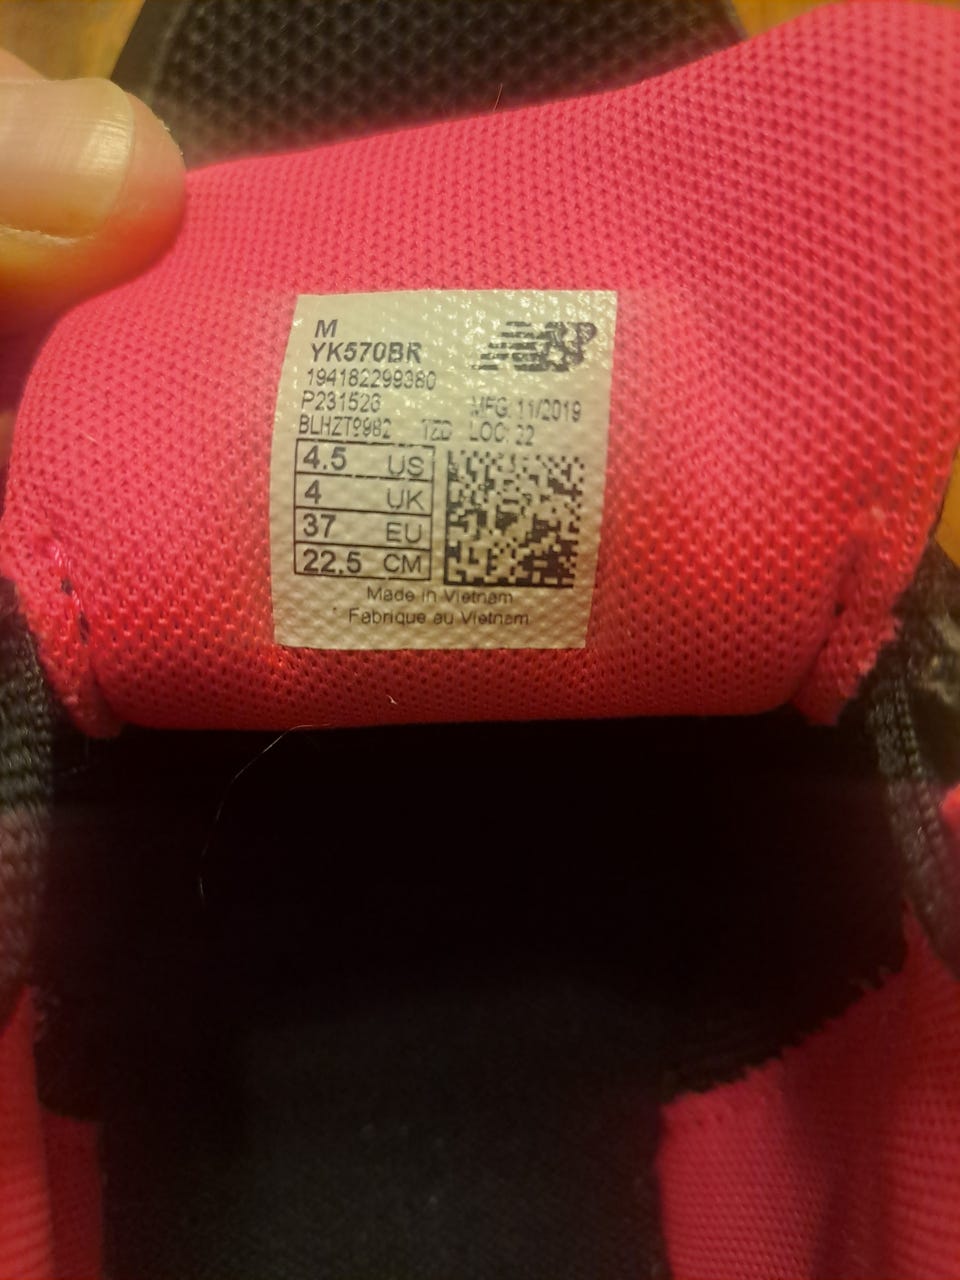 M
YK570BR
194182299380
P231526
MFG: 11/2019
BLHZT9982 TZD LOC: 22
4.5 US
4 UK
37 EU
22.5 CM
Made in Vietnam
Fabrique au Vietnam